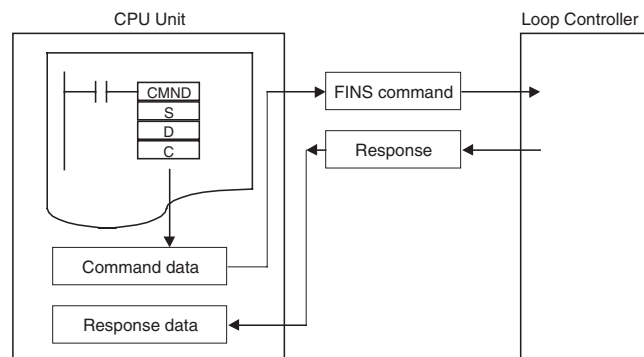 CPU Unit
Loop Controller
CMND
S
D
C
FINS command
Response
Command data
Response data